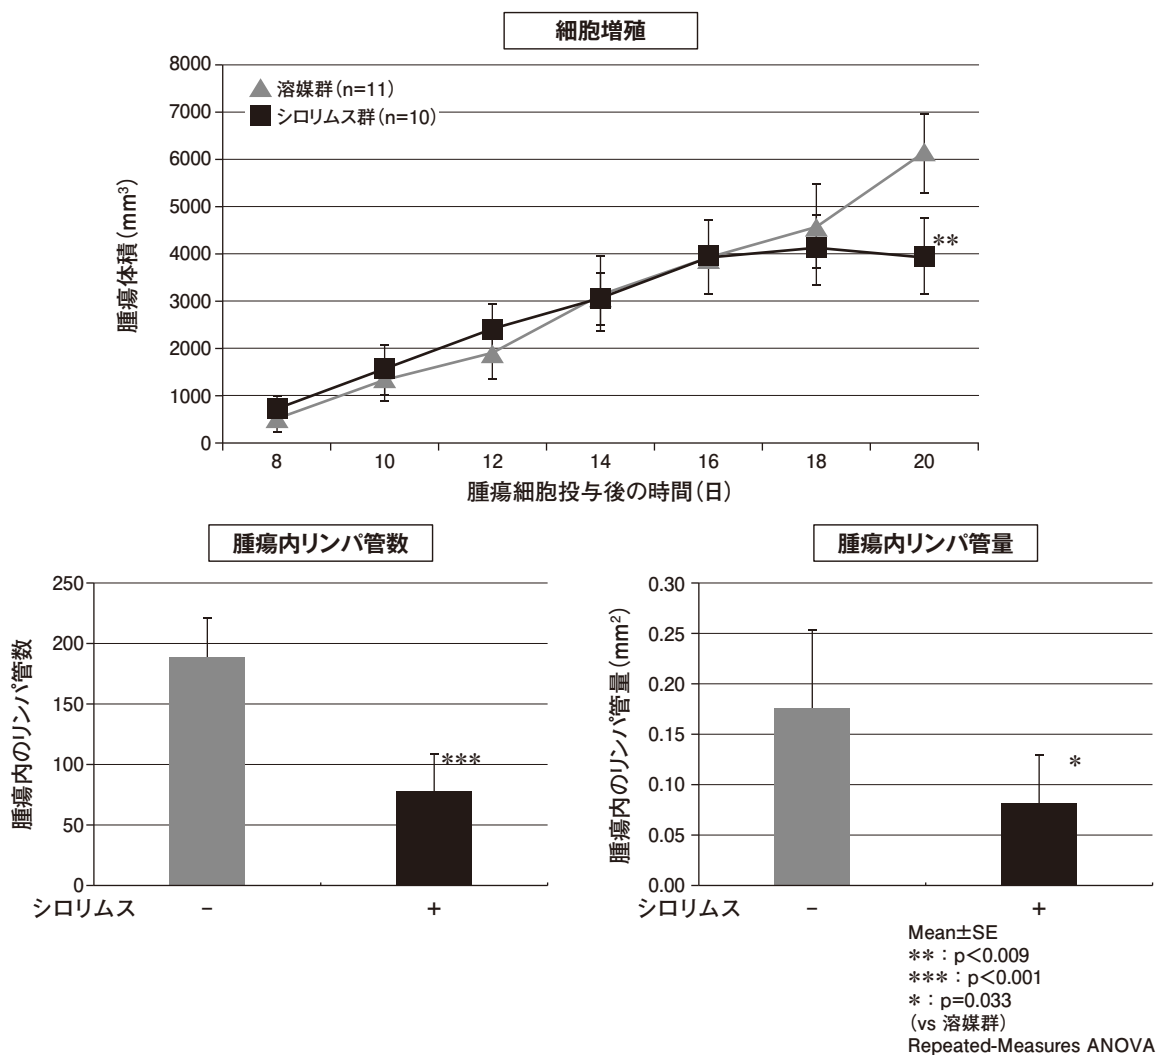 細胞増殖
8000
7000
6000
5000
4000
3000
2000
1000
0
腫瘍体積(mm³)
溶媒群(n=11)
シロリムス群(n=10)
**
8 10 12 14 16 18 20
腫瘍細胞投与後の時間(日)
腫瘍内リンパ管数
250
200
150
100
50
0
腫瘍内のリンパ管数
***
シロリムス − +
腫瘍内リンパ管量
0.30
0.25
0.20
0.15
0.10
0.05
0.00
腫瘍内のリンパ管量(mm²)
*
シロリムス − +
Mean±SE
**:p<0.009
***:p<0.001
*:p=0.033
(vs 溶媒群)
Repeated-Measures ANOVA